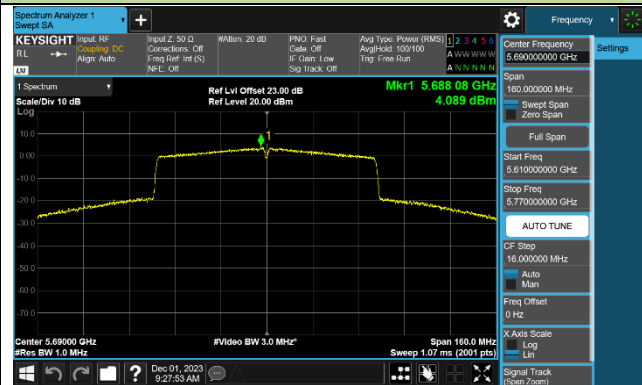 Spectrum Analyzer 1
Swept SA
Frequency
KEYSIGHT
RL
LXI
Input: RF
Coupling: DC
Align: Auto
Input Z: 50 Ω
Corrections: Off
Freq Ref: Int (S)
NFE: Off
#Atten: 20 dB
PNO: Fast
Gate: Off
IF Gain: Low
Sig Track: Off
Avg Type: Power (RMS)
Avg|Hold: 100/100
Trig: Free Run
1 2 3 4 5 6
A W W W W W
A N N N N N
Settings
Center Frequency
5.690000000 GHz
Span
160.000000 MHz
Swept Span
Zero Span
Full Span
Start Freq
5.610000000 GHz
Stop Freq
5.770000000 GHz
AUTO TUNE
CF Step
16.000000 MHz
Auto
Man
Freq Offset
0 Hz
X Axis Scale
Log
Lin
Signal Track
(Span Zoom)
1 Spectrum
Scale/Div 10 dB
Log
Ref Lvl Offset 23.00 dB
Ref Level 20.00 dBm
Mkr1 5.688 08 GHz
4.089 dBm
1
10.0
0.00
-10.0
-20.0
-30.0
-40.0
-50.0
-60.0
-70.0
Center 5.69000 GHz
#Res BW 1.0 MHz
#Video BW 3.0 MHz*
Span 160.0 MHz
Sweep 1.07 ms (2001 pts)
Dec 01, 2023
9:27:53 AM